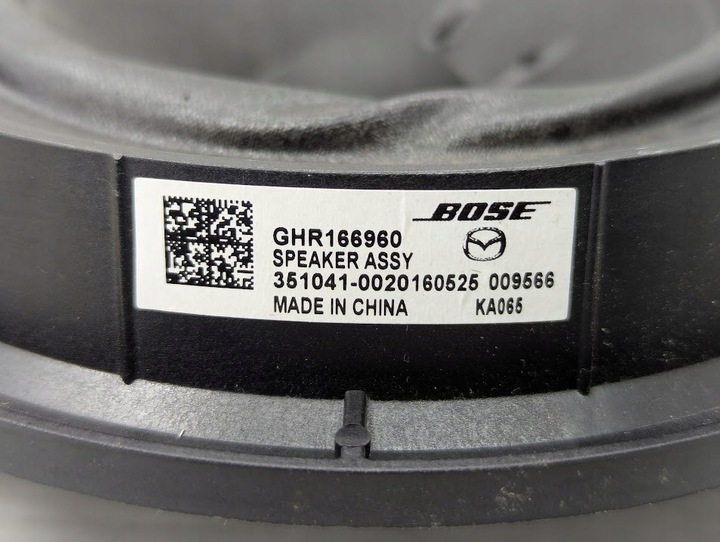 BOSE
GHR166960
SPEAKER ASSY
351041-0020160525 009566
MADE IN CHINA KA065